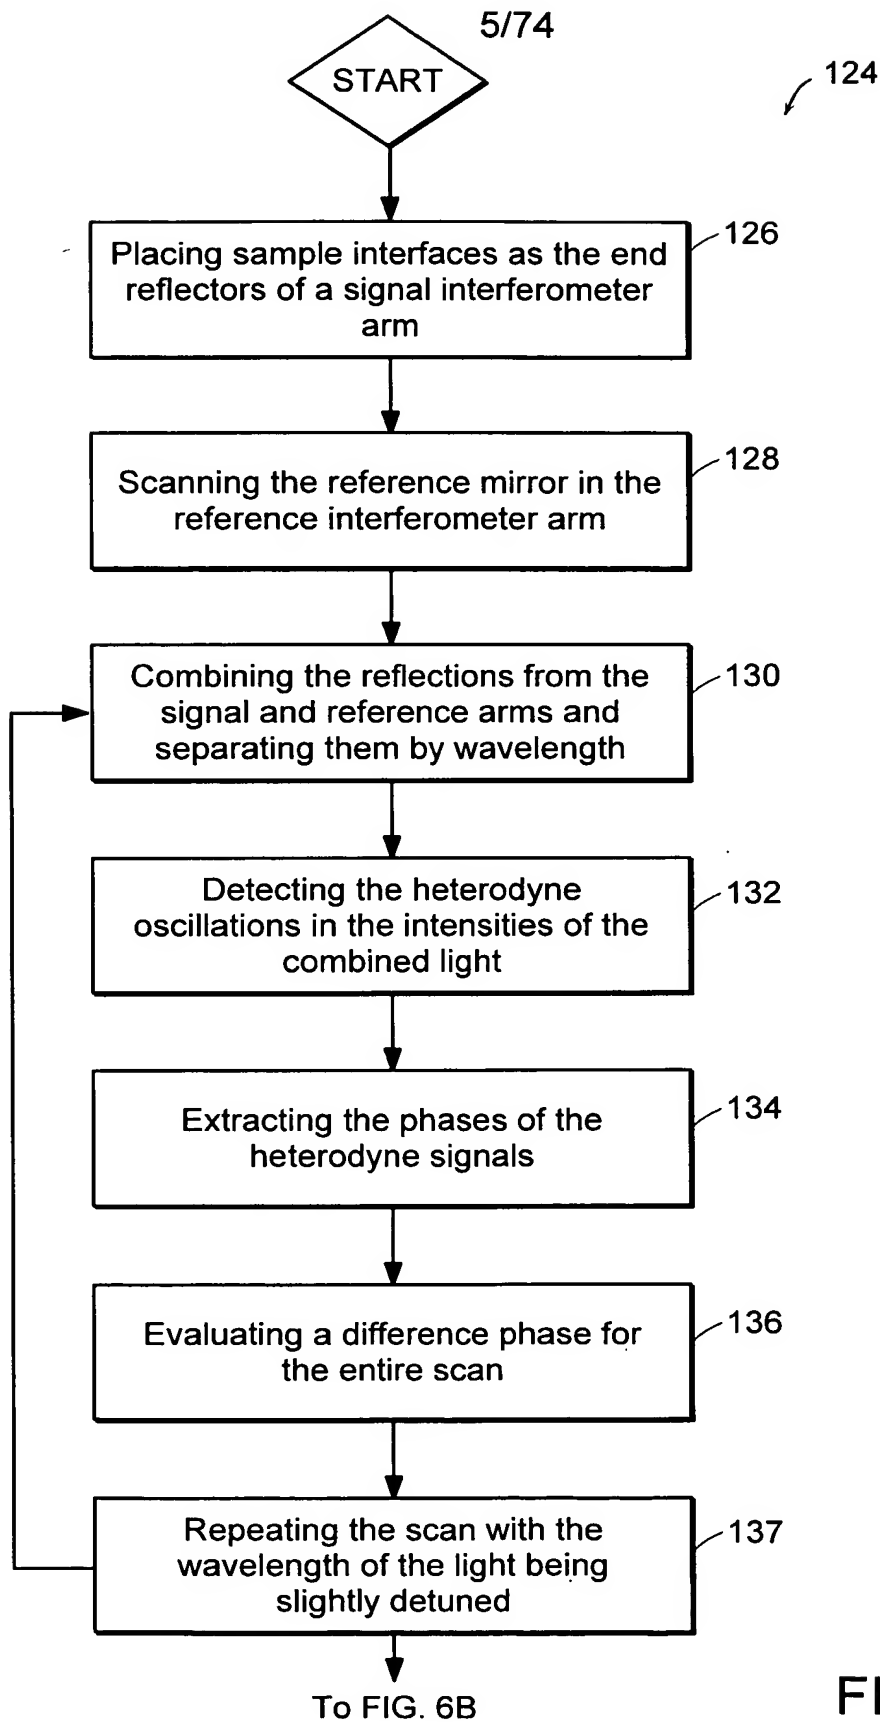 5/74
START
124
Placing sample interfaces as the end
reflectors of a signal interferometer
arm
126
Scanning the reference mirror in the
reference interferometer arm
128
Combining the reflections from the
signal and reference arms and
separating them by wavelength
130
Detecting the heterodyne
oscillations in the intensities of the
combined light
132
Extracting the phases of the
heterodyne signals
134
Evaluating a difference phase for
the entire scan
136
Repeating the scan with the
wavelength of the light being
slightly detuned
137
To FIG. 6B